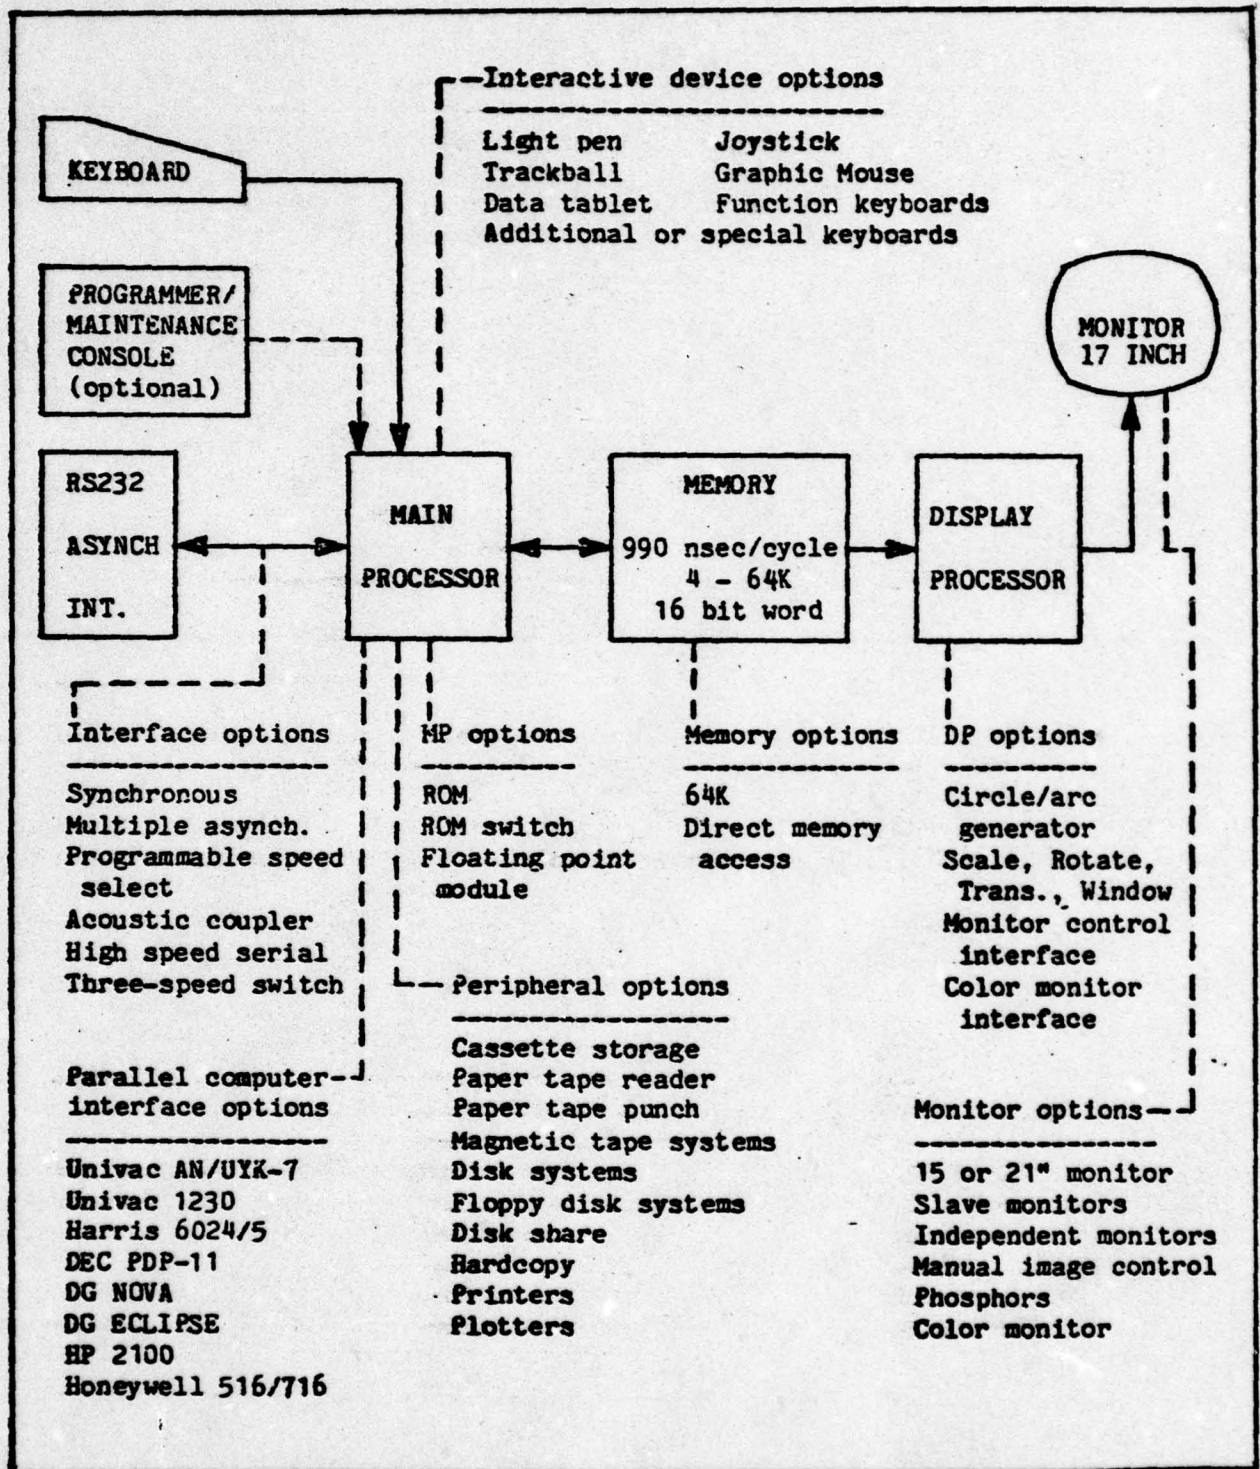 Interactive device options
Light pen Joystick
Trackball Graphic Mouse
Data tablet Function keyboards
Additional or special keyboards
KEYBOARD
PROGRAMMER/
MAINTENANCE
CONSOLE
(optional)
MONITOR
17 INCH
RS232
ASYNCH
INT.
MAIN
PROCESSOR
MEMORY
990 nsec/cycle
4 - 64K
16 bit word
DISPLAY
PROCESSOR
Interface options
Synchronous
Multiple asynch.
Programmable speed
select
Acoustic coupler
High speed serial
Three-speed switch
MP options
ROM
ROM switch
Floating point
module
Memory options
64K
Direct memory
access
DP options
Circle/arc
generator
Scale, Rotate,
Trans., Window
Monitor control
interface
Color monitor
interface
Parallel computer
interface options
Univac AN/UYK-7
Univac 1230
Harris 6024/5
DEC PDP-11
DG NOVA
DG ECLIPSE
HP 2100
Honeywell 516/716
Peripheral options
Cassette storage
Paper tape reader
Paper tape punch
Magnetic tape systems
Disk systems
Floppy disk systems
Disk share
Hardcopy
Printers
Plotters
Monitor options
15 or 21" monitor
Slave monitors
Independent monitors
Manual image control
Phosphors
Color monitor